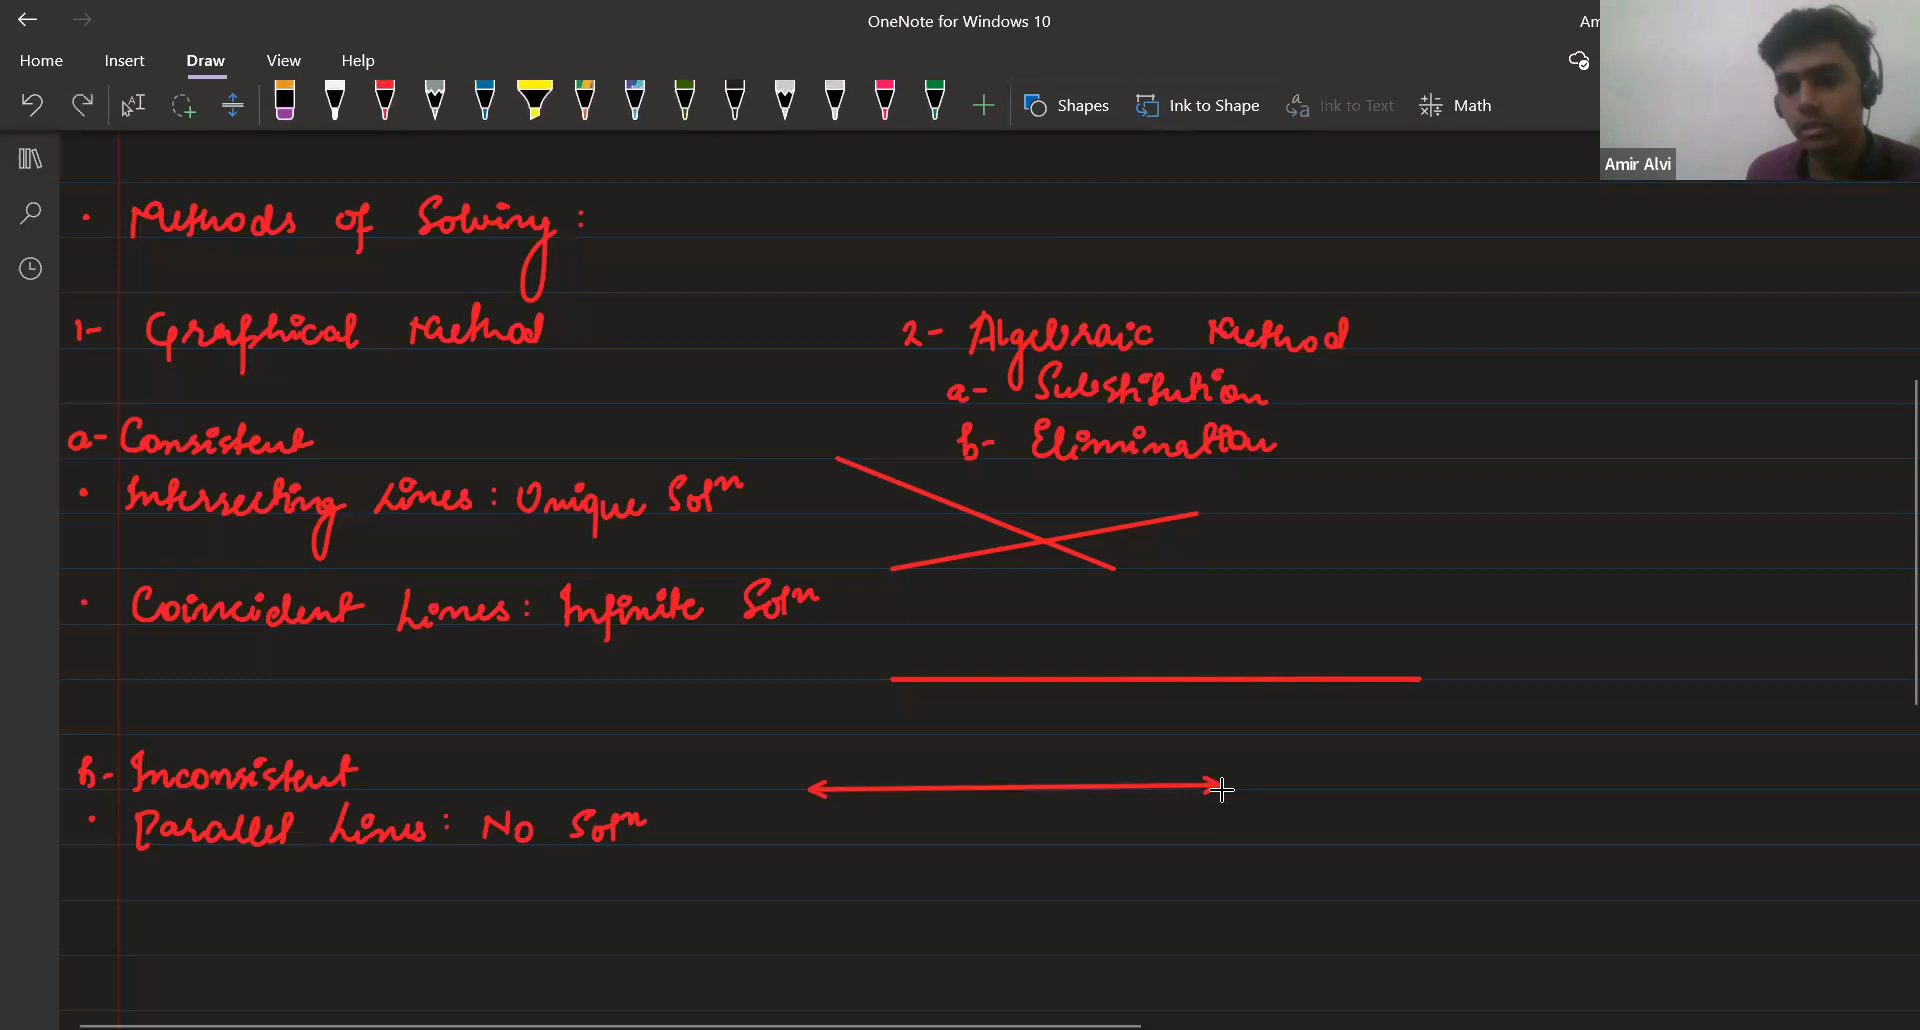 OneNote for Windows 10
Am
Home Insert Draw View Help
Shapes Ink to Shape Ink to Text Math
Amir Alvi
· Methods of Solving :
1- Graphical Method
2- Algebraic Method
a- Substitution
b- Elimination
a- Consistent
· Intersecting Lines : Unique Solⁿ
· Coincident Lines : Infinite Solⁿ
b- Inconsistent
· Parallel Lines : No Solⁿ